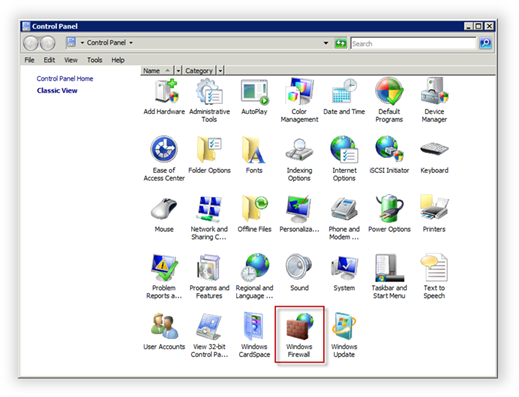 Control Panel
Control Panel
Search
File Edit View Tools Help
Control Panel Home
Classic View
Name Category
Add Hardware Administrative Tools AutoPlay Color Management Date and Time Default Programs Device Manager
Ease of Access Center Folder Options Fonts Indexing Options Internet Options iSCSI Initiator Keyboard
Mouse Network and Sharing C... Offline Files Personaliza... Phone and Modem ... Power Options Printers
Problem Reports a... Programs and Features Regional and Language ... Sound System Taskbar and Start Menu Text to Speech
User Accounts View 32-bit Control Pa... Windows CardSpace Windows Firewall Windows Update